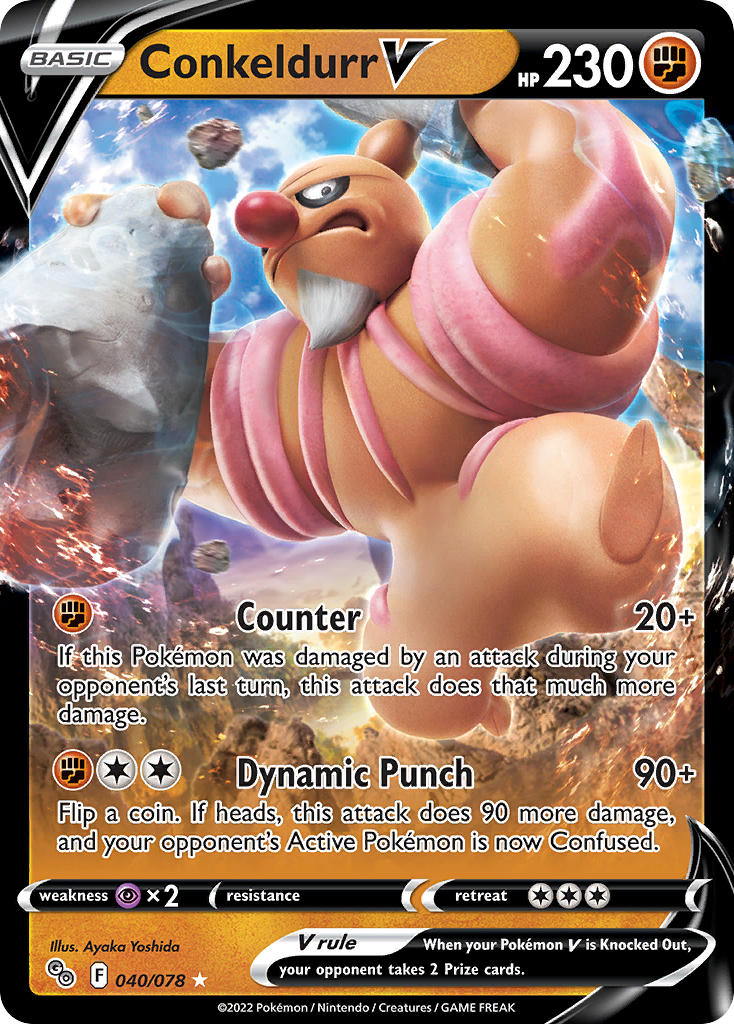 BASIC
Conkeldurr V
HP 230
Counter 20+
If this Pokémon was damaged by an attack during your
opponent's last turn, this attack does that much more
damage.
Dynamic Punch 90+
Flip a coin. If heads, this attack does 90 more damage,
and your opponent's Active Pokémon is now Confused.
weakness ×2 resistance retreat
Illus. Ayaka Yoshida
V rule When your Pokémon V is Knocked Out,
your opponent takes 2 Prize cards.
GO F 040/078
©2022 Pokémon / Nintendo / Creatures / GAME FREAK